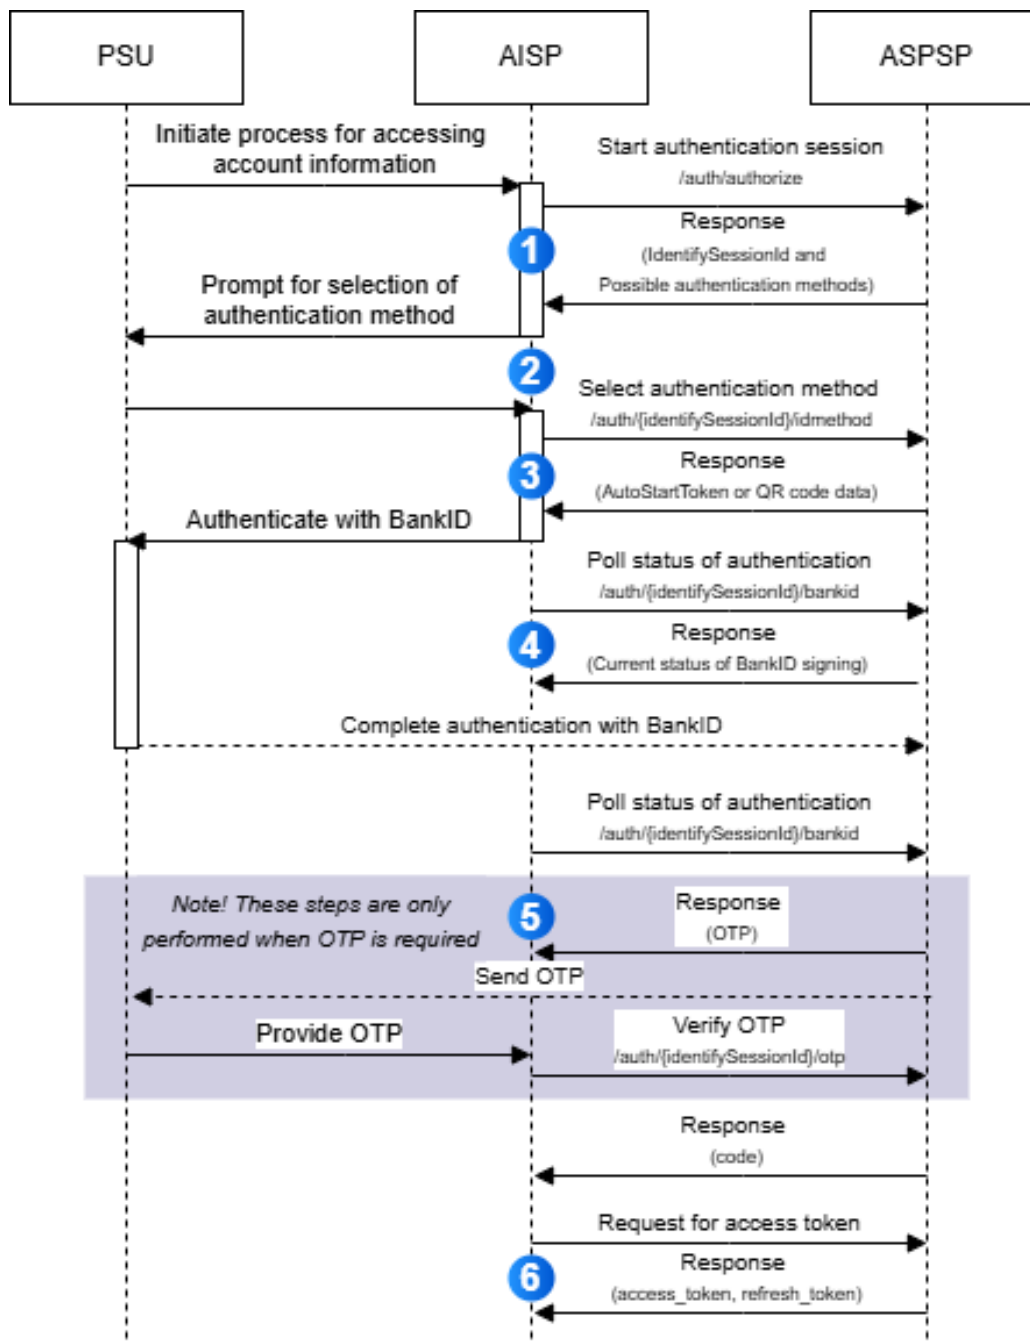 PSU
AISP
ASPSP
Initiate process for accessing
account information
Start authentication session
/auth/authorize
Response
(IdentifySessionId and
Possible authentication methods)
1
Prompt for selection of
authentication method
2
Select authentication method
/auth/{identifySessionId}/idmethod
Response
(AutoStartToken or QR code data)
3
Authenticate with BankID
Poll status of authentication
/auth/{identifySessionId}/bankid
Response
(Current status of BankID signing)
4
Complete authentication with BankID
Poll status of authentication
/auth/{identifySessionId}/bankid
Note! These steps are only
performed when OTP is required
5
Response
(OTP)
Send OTP
Provide OTP
Verify OTP
/auth/{identifySessionId}/otp
Response
(code)
Request for access token
Response
(access_token, refresh_token)
6